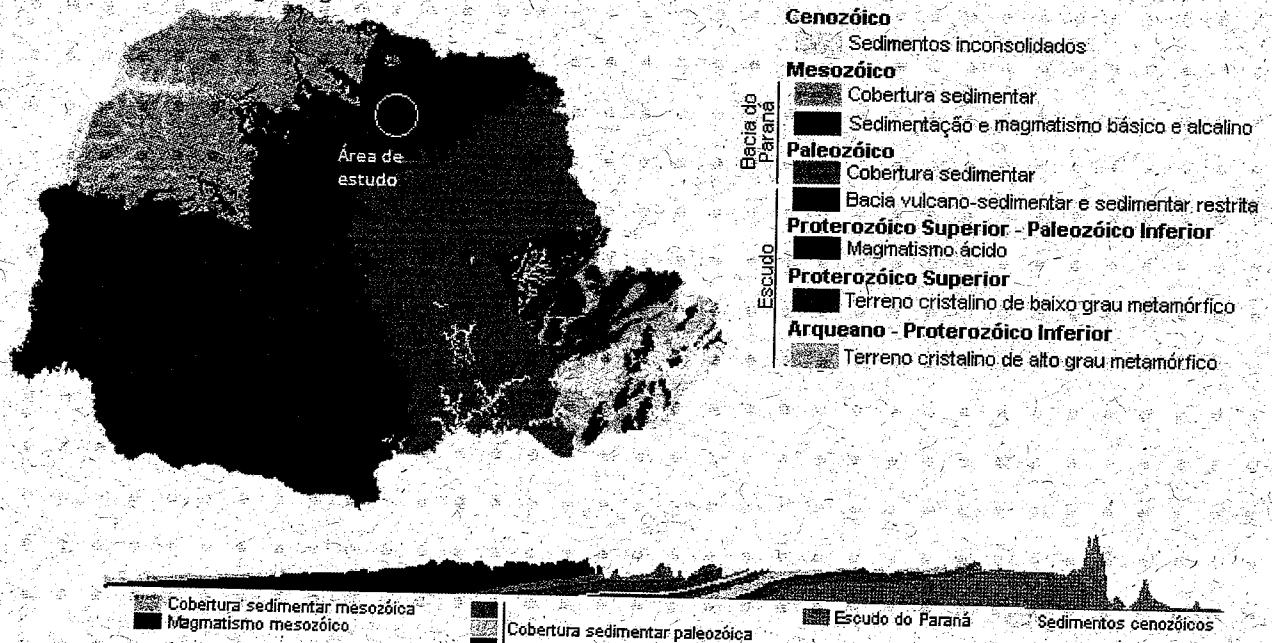 Cenozóico
Sedimentos inconsolidados
Mesozóico
Cobertura sedimentar
Sedimentação e magmatismo básico e alcalino
Bacia do
Paraná
Paleozóico
Cobertura sedimentar
Bacia vulcano-sedimentar e sedimentar restrita
Proterozóico Superior - Paleozóico Inferior
Magmatismo ácido
Escudo
Proterozóico Superior
Terreno cristalino de baixo grau metamórfico
Arqueano - Proterozóico Inferior
Terreno cristalino de alto grau metamórfico
Área de
estudo
Cobertura sedimentar mesozóica
Magmatismo mesozóico
Cobertura sedimentar paleozóica
Escudo do Paraná
Sedimentos cenozóicos